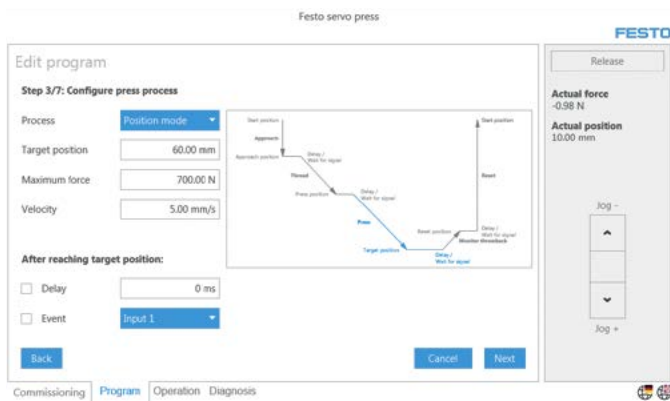 Festo servo press
FESTO
Edit program
Release
Step 3/7: Configure press process
Actual force
-0.98 N
Actual position
10.00 mm
Process
Position mode
Target position
60.00 mm
Maximum force
700.00 N
Velocity
5.00 mm/s
Start position
Start position
Approach
Approach position
Delay /
Wait for signal
Thread
Press position
Delay /
Wait for signal
Press
Reset
Reset position
Delay /
Wait for signal
Monitor throwback
Target position
Delay /
Wait for signal
After reaching target position:
Delay
0 ms
Event
Input 1
Jog -
Jog +
Back
Cancel
Next
Commissioning
Program
Operation
Diagnosis